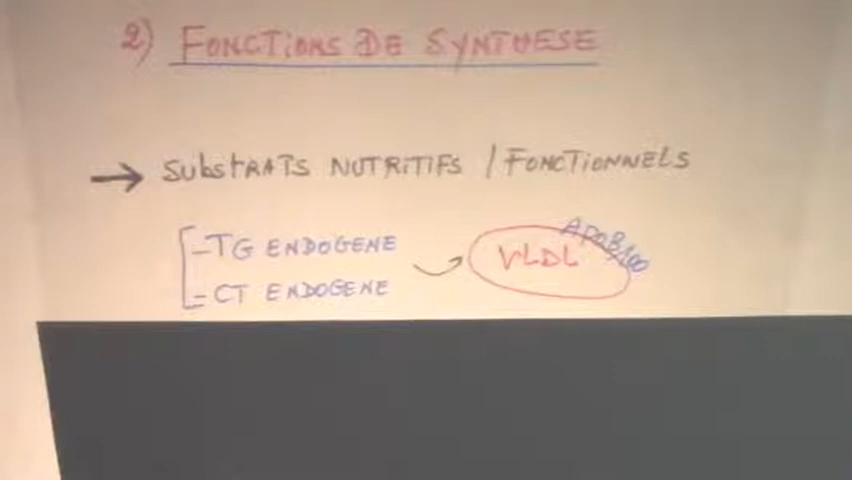 2) FONCTIONS DE SYNTHESE
→ SUBSTRATS NUTRITIFS / FONCTIONNELS
- TG ENDOGENE
- CT ENDOGENE
VLDL
APOB100